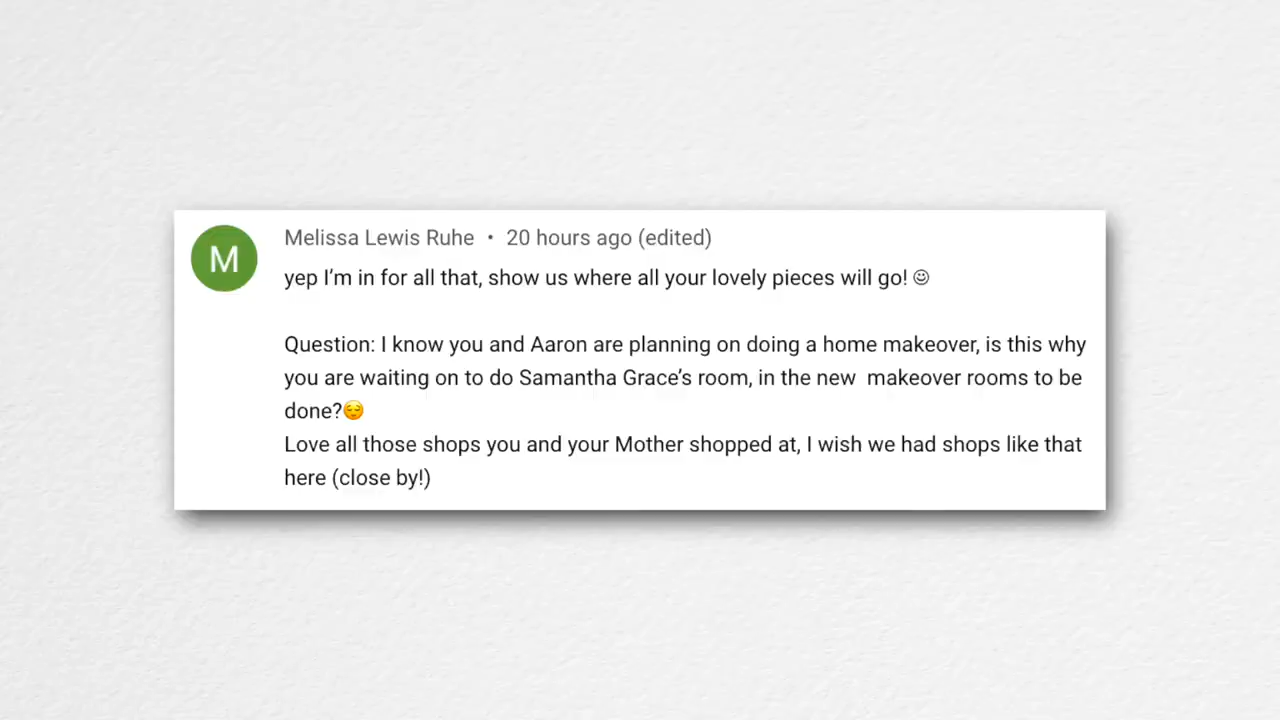 M
Melissa Lewis Ruhe • 20 hours ago (edited)
yep I’m in for all that, show us where all your lovely pieces will go! ☺
Question: I know you and Aaron are planning on doing a home makeover, is this why
you are waiting on to do Samantha Grace’s room, in the new  makeover rooms to be
done?😌
Love all those shops you and your Mother shopped at, I wish we had shops like that
here (close by!)